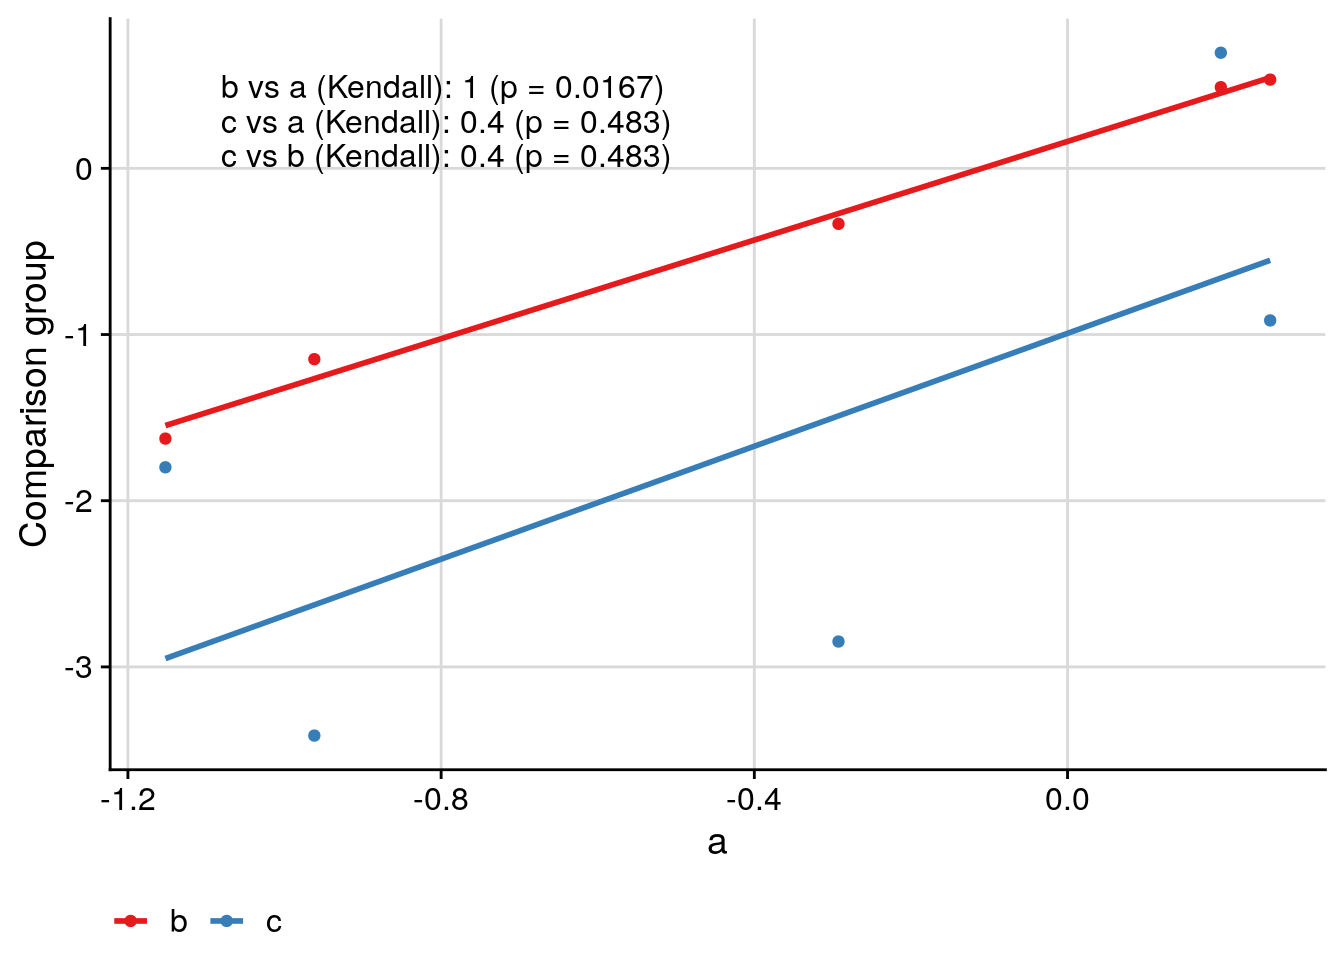 b vs a (Kendall): 1 (p = 0.0167)
c vs a (Kendall): 0.4 (p = 0.483)
c vs b (Kendall): 0.4 (p = 0.483)
0
-1
-2
-3
Comparison group
-1.2 -0.8 -0.4 0.0
a
b c